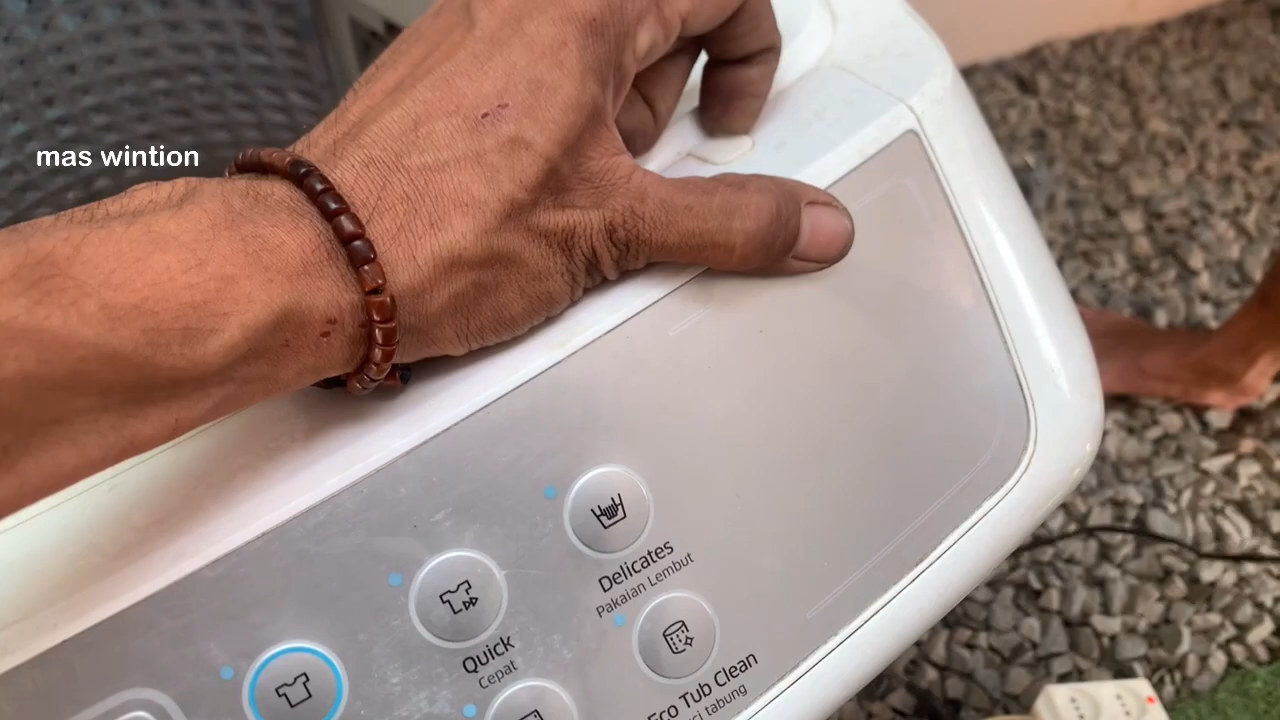 mas wintion
Delicates
Pakaian Lembut
Quick
Cepat
Eco Tub Clean
tabung